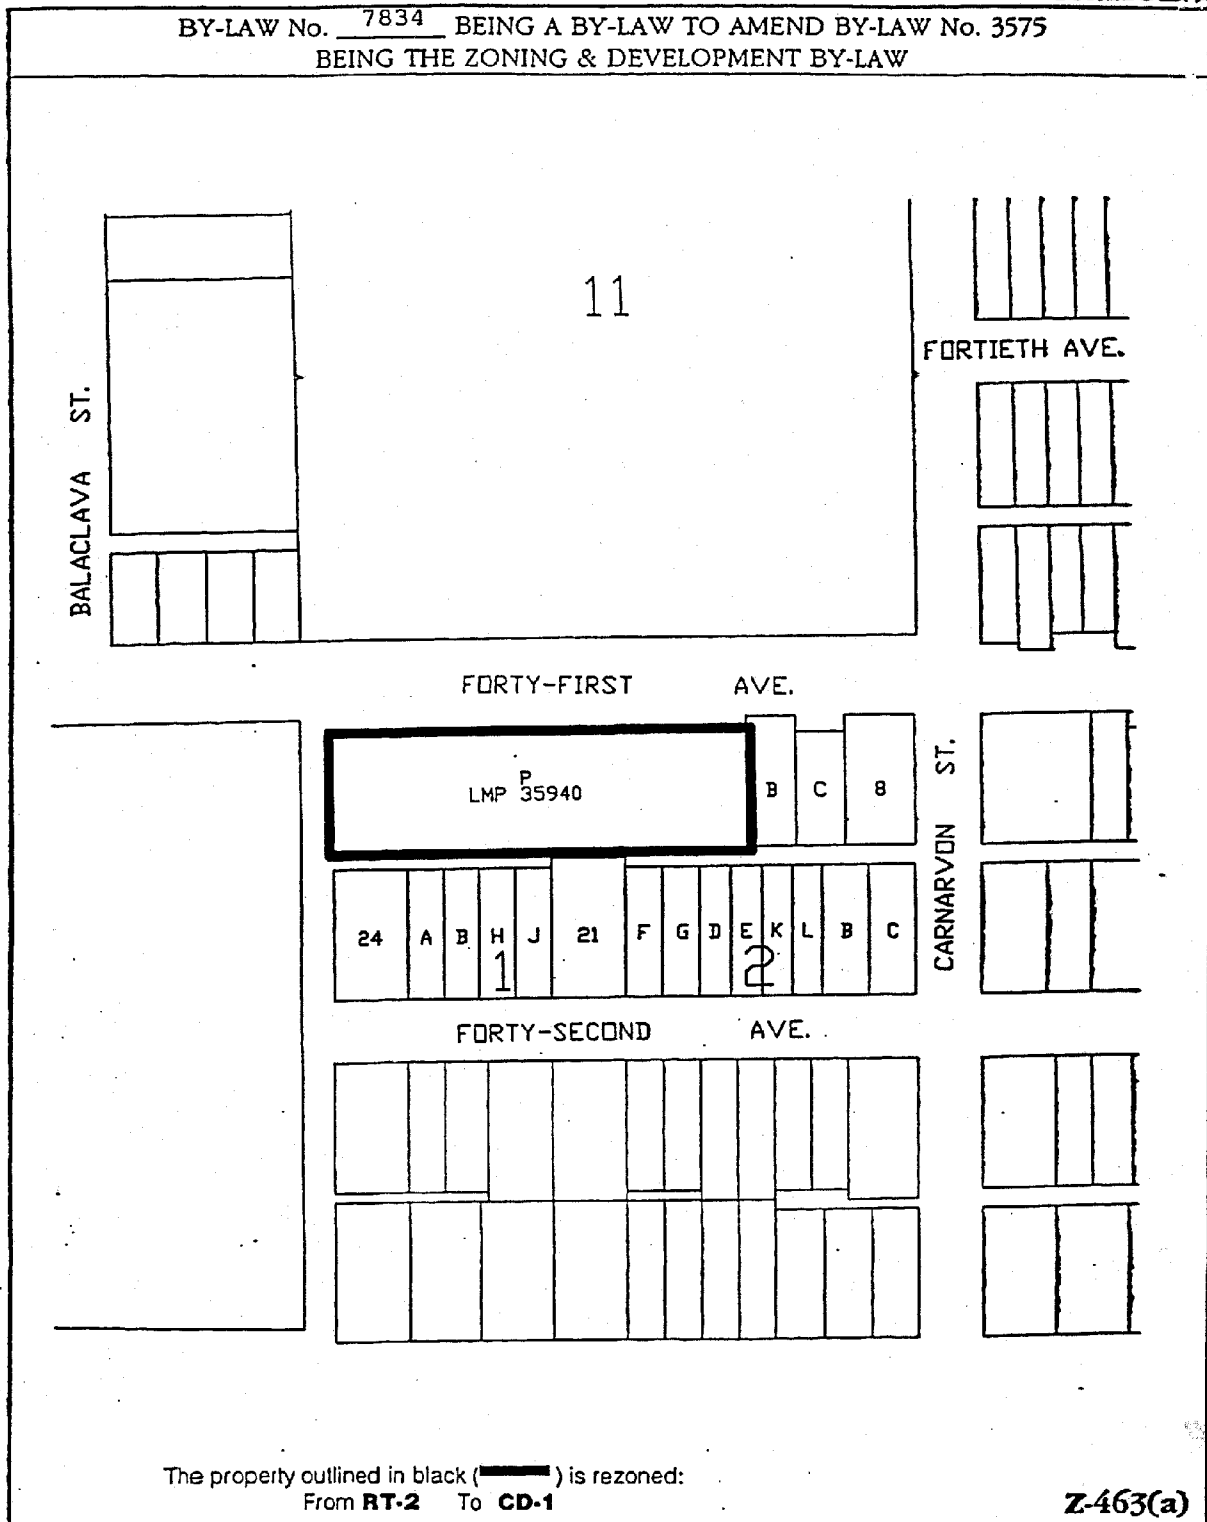 BY-LAW No. 7834 BEING A BY-LAW TO AMEND BY-LAW No. 3575
BEING THE ZONING & DEVELOPMENT BY-LAW
11
FORTIETH AVE.
BALACLAVA ST.
FORTY-FIRST AVE.
P
LMP 35940
B C 8
CARNARVON ST.
24 A B H J 21 F G D E K L B C
1 2
FORTY-SECOND AVE.
The property outlined in black ( ) is rezoned:
From RT-2 To CD-1
Z-463(a)